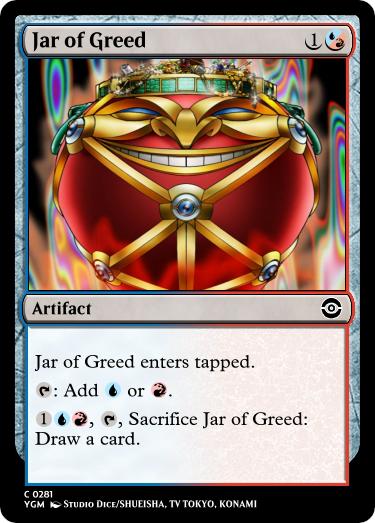 Jar of Greed 1
Artifact
Jar of Greed enters tapped.
: Add or .
1, , Sacrifice Jar of Greed:
Draw a card.
C 0281
YGM STUDIO DICE/SHUEISHA, TV TOKYO, KONAMI